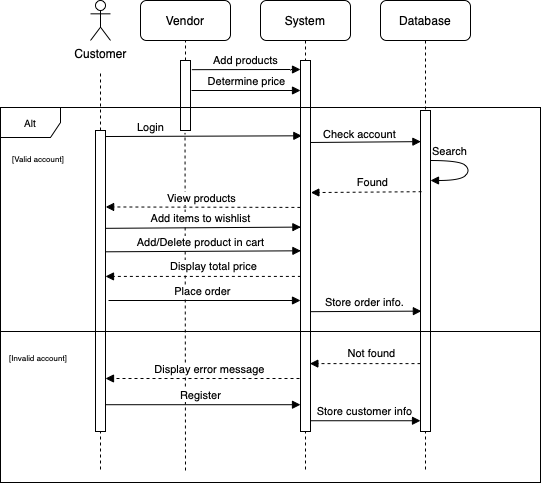 Vendor
System
Database
Customer
Add products
Determine price
Alt
Login
Check account
Search
[Valid account]
Found
View products
Add items to wishlist
Add/Delete product in cart
Display total price
Place order
Store order info.
[Invalid account]
Not found
Display error message
Register
Store customer info